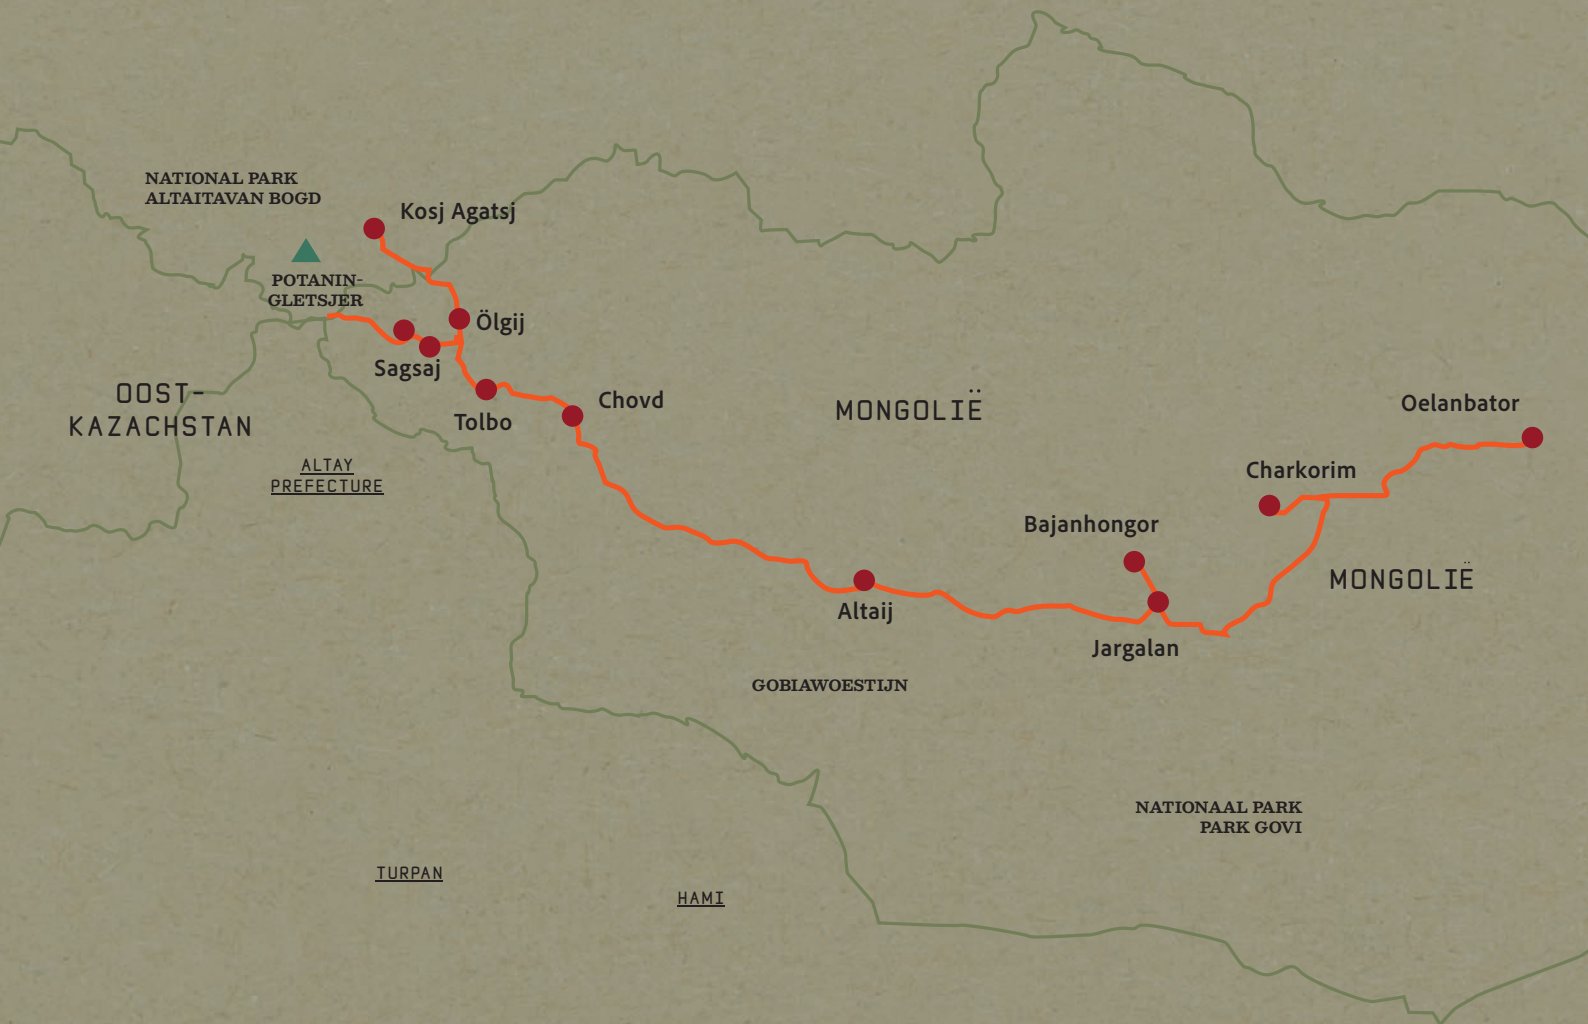 NATIONAL PARK
ALTAITAVAN BOGD
Kosj Agatsj
POTANIN-
GLETSJER
Ölgij
Sagsaj
OOST-
KAZACHSTAN
Tolbo
Chovd
MONGOLIË
Oelanbator
ALTAY
PREFECTURE
Charkorim
Bajanhongor
MONGOLIË
Altaij
Jargalan
GOBIAWOESTIJN
NATIONAAL PARK
PARK GOVI
TURPAN
HAMI